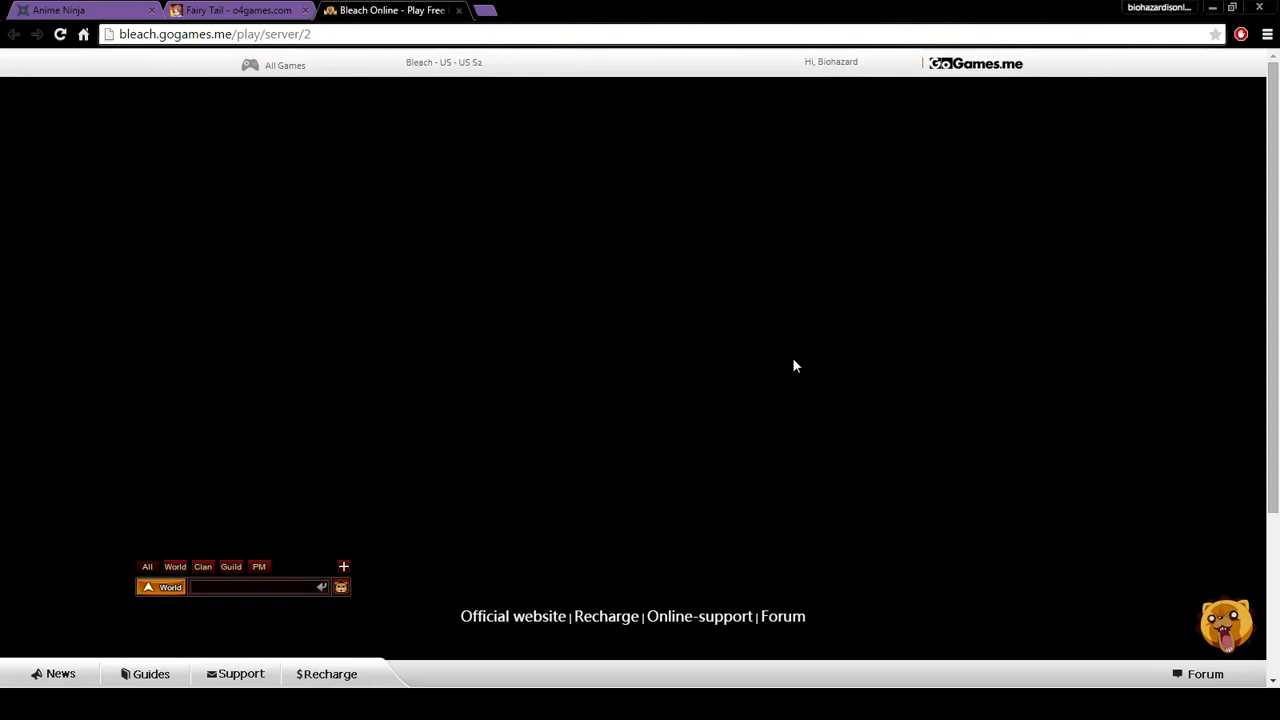 Anime Ninja
Fairy Tail - o4games.com
Bleach Online - Play Free
biohazardisonl...
bleach.gogames.me/play/server/2
All Games
Bleach - US - US S2
Hi, Biohazard
GoGames.me
All World Clan Guild PM
World
Official website | Recharge | Online-support | Forum
News
Guides
Support
$Recharge
Forum